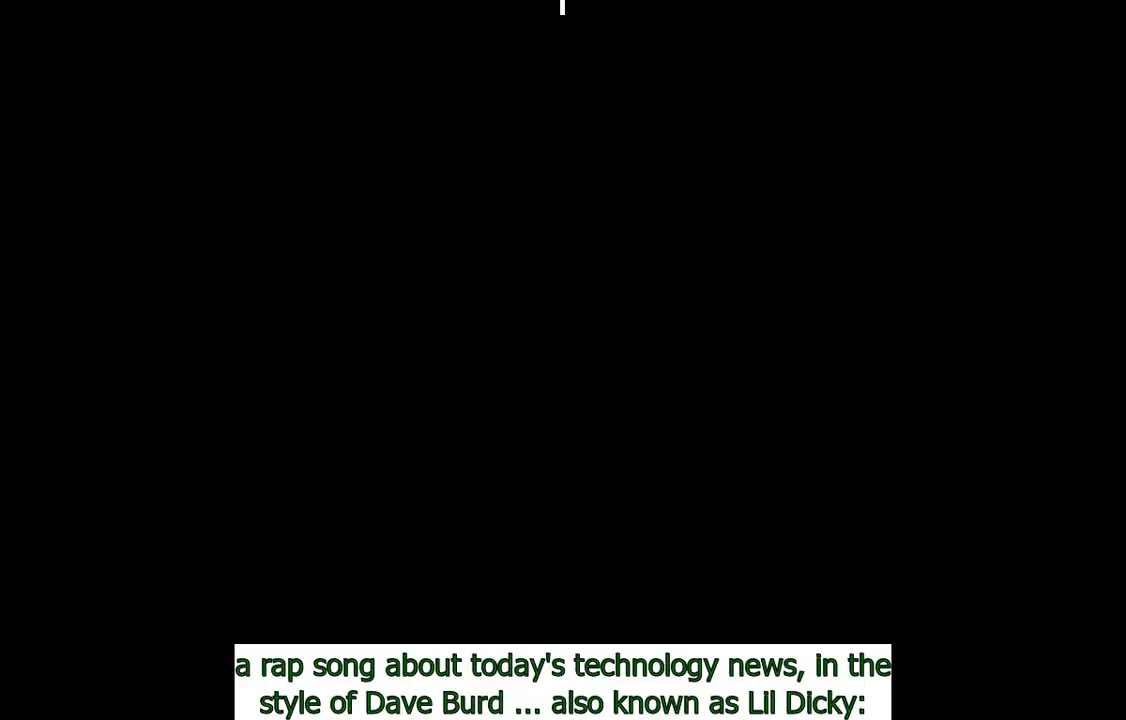 a rap song about today's technology news, in the
style of Dave Burd ... also known as Lil Dicky: